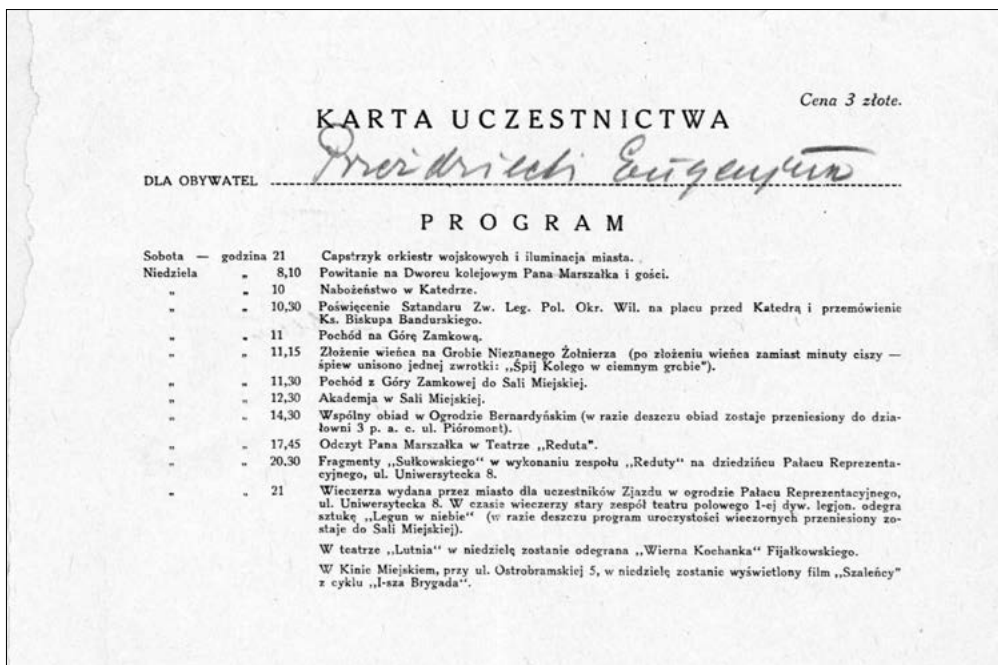 Cena 3 złote.
KARTA UCZESTNICTWA
DLA OBYWATEL Przeździecki Eugenjusz
PROGRAM
Sobota — godzina 21 Capstrzyk orkiestr wojskowych i iluminacja miasta.
Niedziela „ 8,10 Powitanie na Dworcu kolejowym Pana Marszałka i gości.
„ „ 10 Nabożeństwo w Katedrze.
„ „ 10,30 Poświęcenie Sztandaru Zw. Leg. Pol. Okr. Wil. na placu przed Katedrą i przemówienie
Ks. Biskupa Bandurskiego.
„ „ 11 Pochód na Górę Zamkową.
„ „ 11,15 Złożenie wieńca na Grobie Nieznanego Żołnierza (po złożeniu wieńca zamiast minuty ciszy —
śpiew unisono jednej zwrotki: „Śpij Kolego w ciemnym grobie").
„ „ 11,30 Pochód z Góry Zamkowej do Sali Miejskiej.
„ „ 12,30 Akademja w Sali Miejskiej.
„ „ 14,30 Wspólny obiad w Ogrodzie Bernardyńskim (w razie deszczu obiad zostaje przeniesiony do dzia-
łowni 3 p. a. c. ul. Pióromont).
„ „ 17,45 Odczyt Pana Marszałka w Teatrze „Reduta".
„ „ 20.30 Fragmenty „Sułkowskiego" w wykonaniu zespołu „Reduty" na dziedzińcu Pałacu Reprezenta-
cyjnego, ul. Uniwersytecka 8.
„ „ 21 Wieczerza wydana przez miasto dla uczestników Zjazdu w ogrodzie Pałacu Reprezentacyjnego,
ul. Uniwersytecka 8. W czasie wieczerzy stary zespół teatru polowego 1-ej dyw. legjon. odegra
sztukę „Legun w niebie" (w razie deszczu program uroczystości wieczornych przeniesiony zo-
staje do Sali Miejskiej).
W teatrze „Lutnia" w niedzielę zostanie odegrana „Wierna Kochanka" Fijałkowskiego.
W Kinie Miejskiem, przy ul. Ostrobramskiej 5, w niedzielę zostanie wyświetlony film „Szaleńcy"
z cyklu „I-sza Brygada".